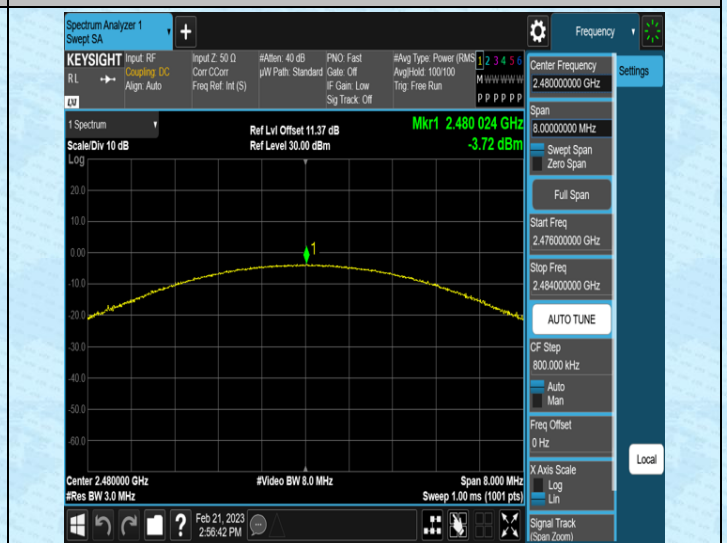 Spectrum Analyzer 1
Swept SA
+
Frequency
KEYSIGHT
RL
LXI
Input: RF
Coupling: DC
Align: Auto
Input Z: 50 Ω
Corr CCorr
Freq Ref: Int (S)
#Atten: 40 dB
µW Path: Standard
PNO: Fast
Gate: Off
IF Gain: Low
Sig Track: Off
#Avg Type: Power (RMS
Avg|Hold: 100/100
Trig: Free Run
1 2 3 4 5 6
M W W W W W
P P P P P P
1 Spectrum
Scale/Div 10 dB
Log
Ref Lvl Offset 11.37 dB
Ref Level 30.00 dBm
Mkr1 2.480 024 GHz
-3.72 dBm
20.0
10.0
0.00
-10.0
-20.0
-30.0
-40.0
-50.0
-60.0
1
Center 2.480000 GHz
#Res BW 3.0 MHz
#Video BW 8.0 MHz
Span 8.000 MHz
Sweep 1.00 ms (1001 pts)
Center Frequency
2.480000000 GHz
Settings
Span
8.00000000 MHz
Swept Span
Zero Span
Full Span
Start Freq
2.476000000 GHz
Stop Freq
2.484000000 GHz
AUTO TUNE
CF Step
800.000 kHz
Auto
Man
Freq Offset
0 Hz
X Axis Scale
Log
Lin
Local
Signal Track
(Span Zoom)
?
Feb 21, 2023
2:56:42 PM